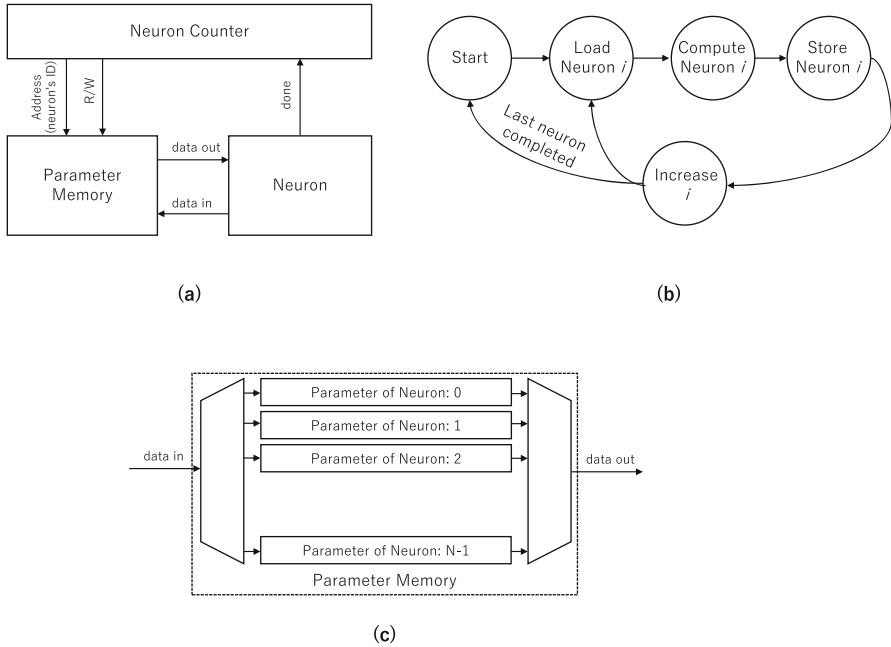 Neuron Counter
Address
(neuron's ID)
R/W
done
Parameter
Memory
data out
data in
Neuron
(a)
Start
Load
Neuron i
Compute
Neuron i
Store
Neuron i
Last neuron
completed
Increase
i
(b)
data in
Parameter of Neuron: 0
Parameter of Neuron: 1
Parameter of Neuron: 2
Parameter of Neuron: N-1
data out
Parameter Memory
(c)